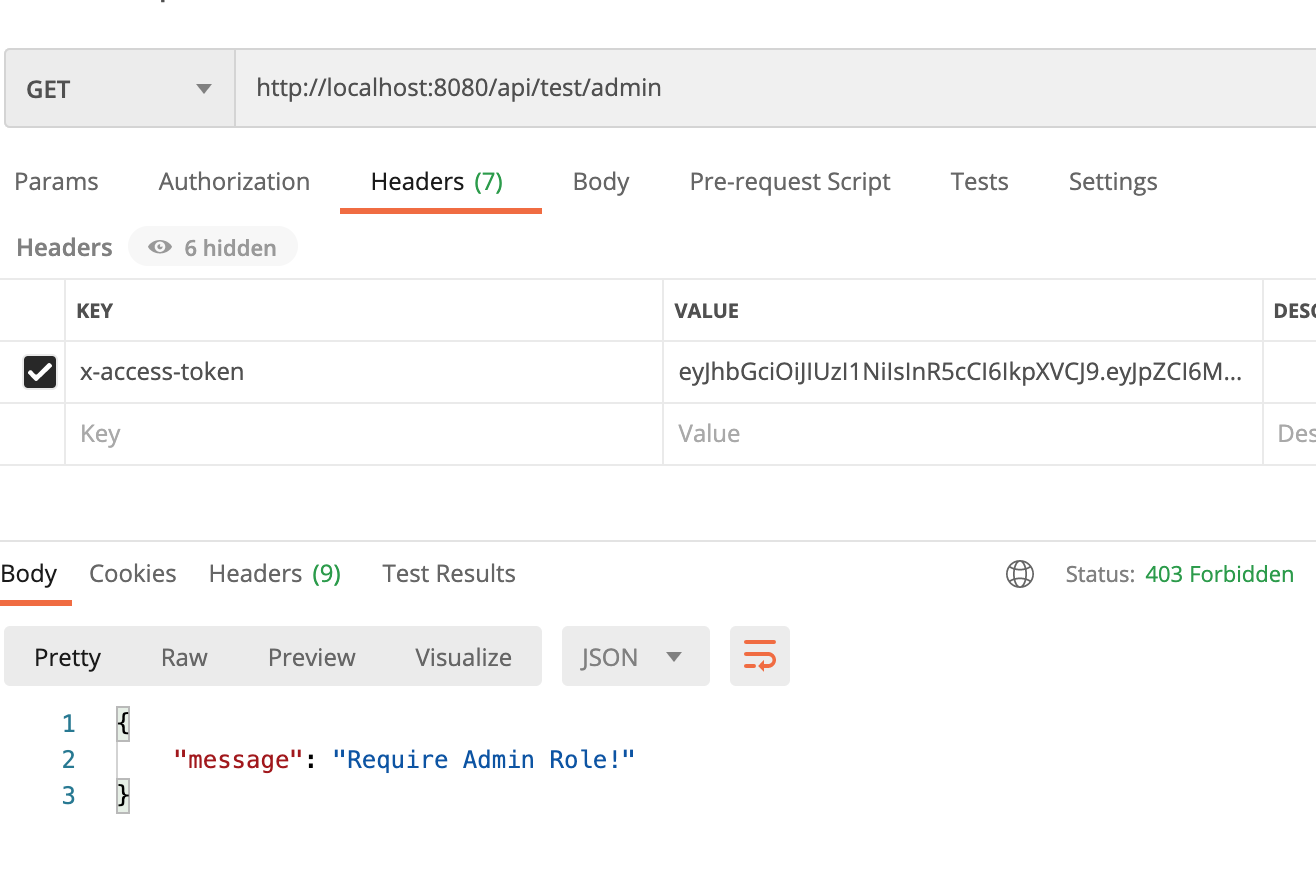 GET http://localhost:8080/api/test/admin
Params Authorization Headers (7) Body Pre-request Script Tests Settings
Headers 6 hidden
KEY VALUE DESC
x-access-token eyJhbGciOiJIUzI1NiIsInR5cCI6IkpXVCJ9.eyJpZCI6M...
Key Value Des
Body Cookies Headers (9) Test Results Status: 403 Forbidden
Pretty Raw Preview Visualize JSON
1 {
2 "message": "Require Admin Role!"
3 }